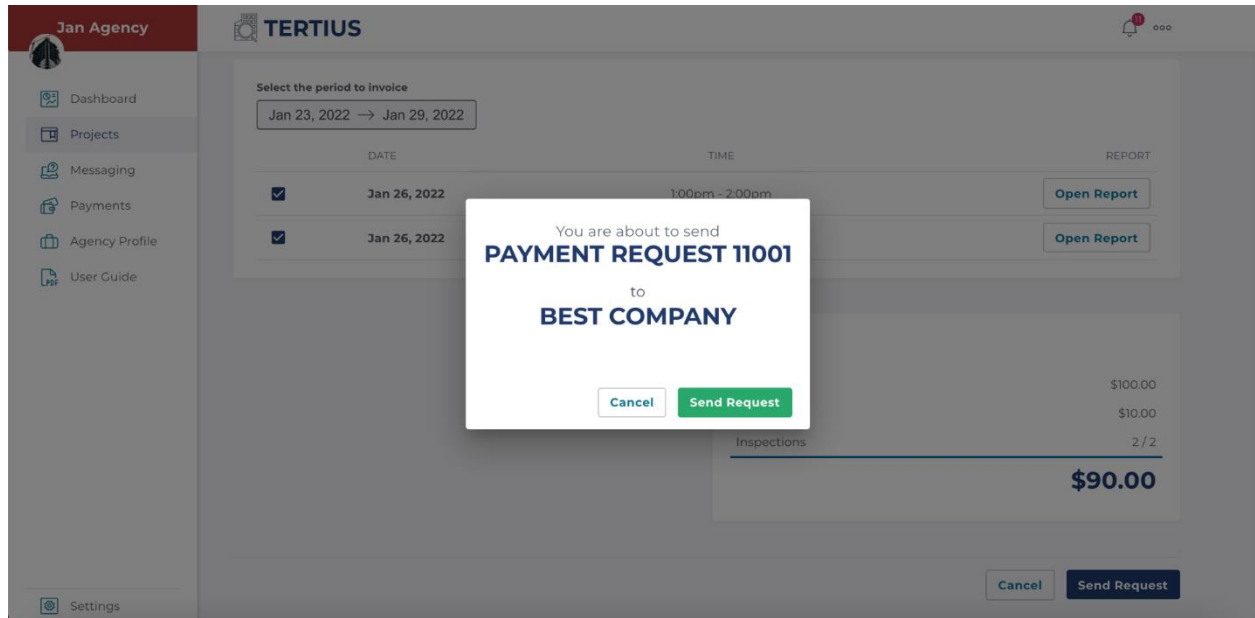 Jan Agency
TERTIUS
11
Dashboard
Projects
Messaging
Payments
Agency Profile
PDF
User Guide
Settings
Select the period to invoice
Jan 23, 2022 → Jan 29, 2022
DATE TIME REPORT
Jan 26, 2022 1:00pm - 2:00pm Open Report
Jan 26, 2022 Open Report
You are about to send
PAYMENT REQUEST 11001
to
BEST COMPANY
Cancel Send Request
$100.00
$10.00
Inspections 2 / 2
$90.00
Cancel Send Request